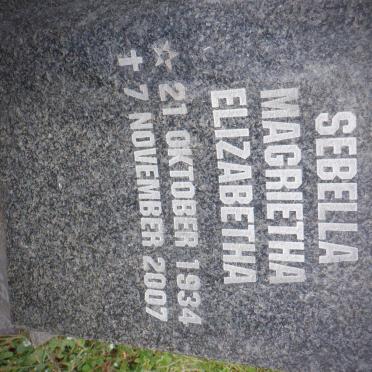 SEBELLA
MAGRIETHA
ELIZABETHA
☆ 21 OKTOBER 1934
✝ 7 NOVEMBER 2007